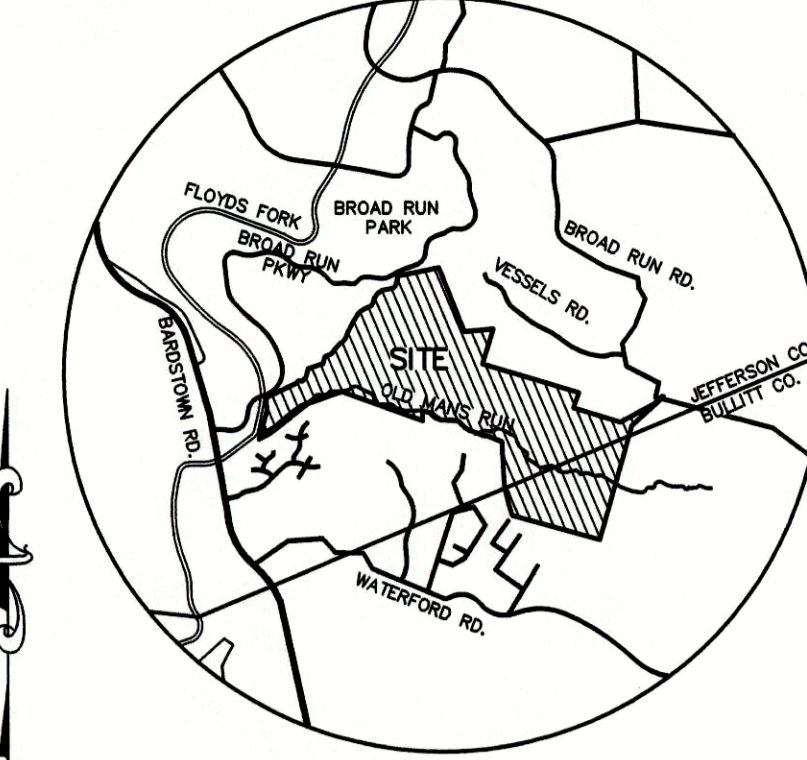 FLOYDS FORK
BROAD RUN
PARK
BROAD RUN
PKWY
BROAD RUN RD.
VESSELS RD.
BARDSTOWN RD.
SITE
OLD MANS RUN
JEFFERSON CO.
BULLITT CO.
WATERFORD RD.